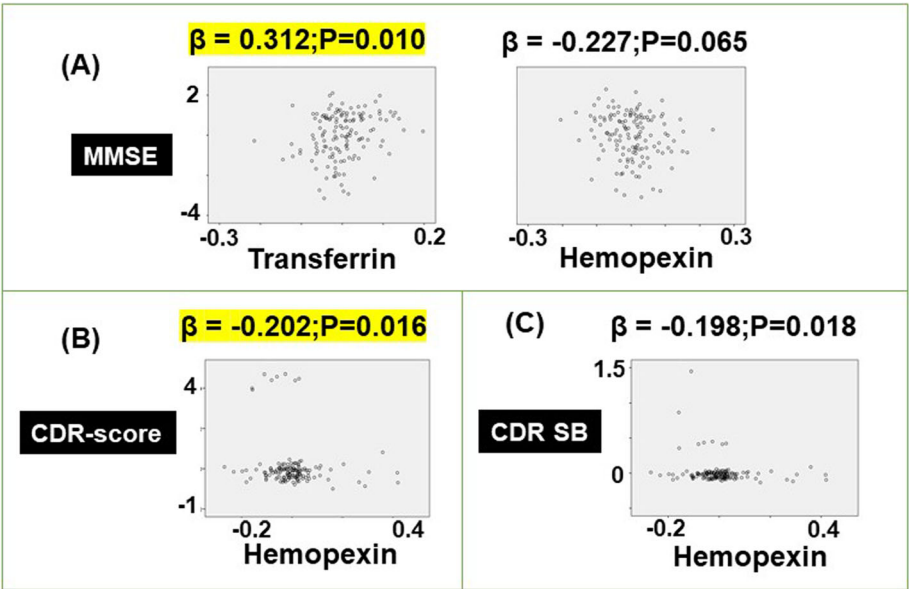 β = 0.312;P=0.010
β = -0.227;P=0.065
(A)
2
MMSE
-4
-0.3
0.2
-0.3
0.3
Transferrin
Hemopexin
β = -0.202;P=0.016
(B)
4
CDR-score
-1
-0.2
0.4
Hemopexin
(C)
β = -0.198;P=0.018
1.5
CDR SB
0
-0.2
0.4
Hemopexin